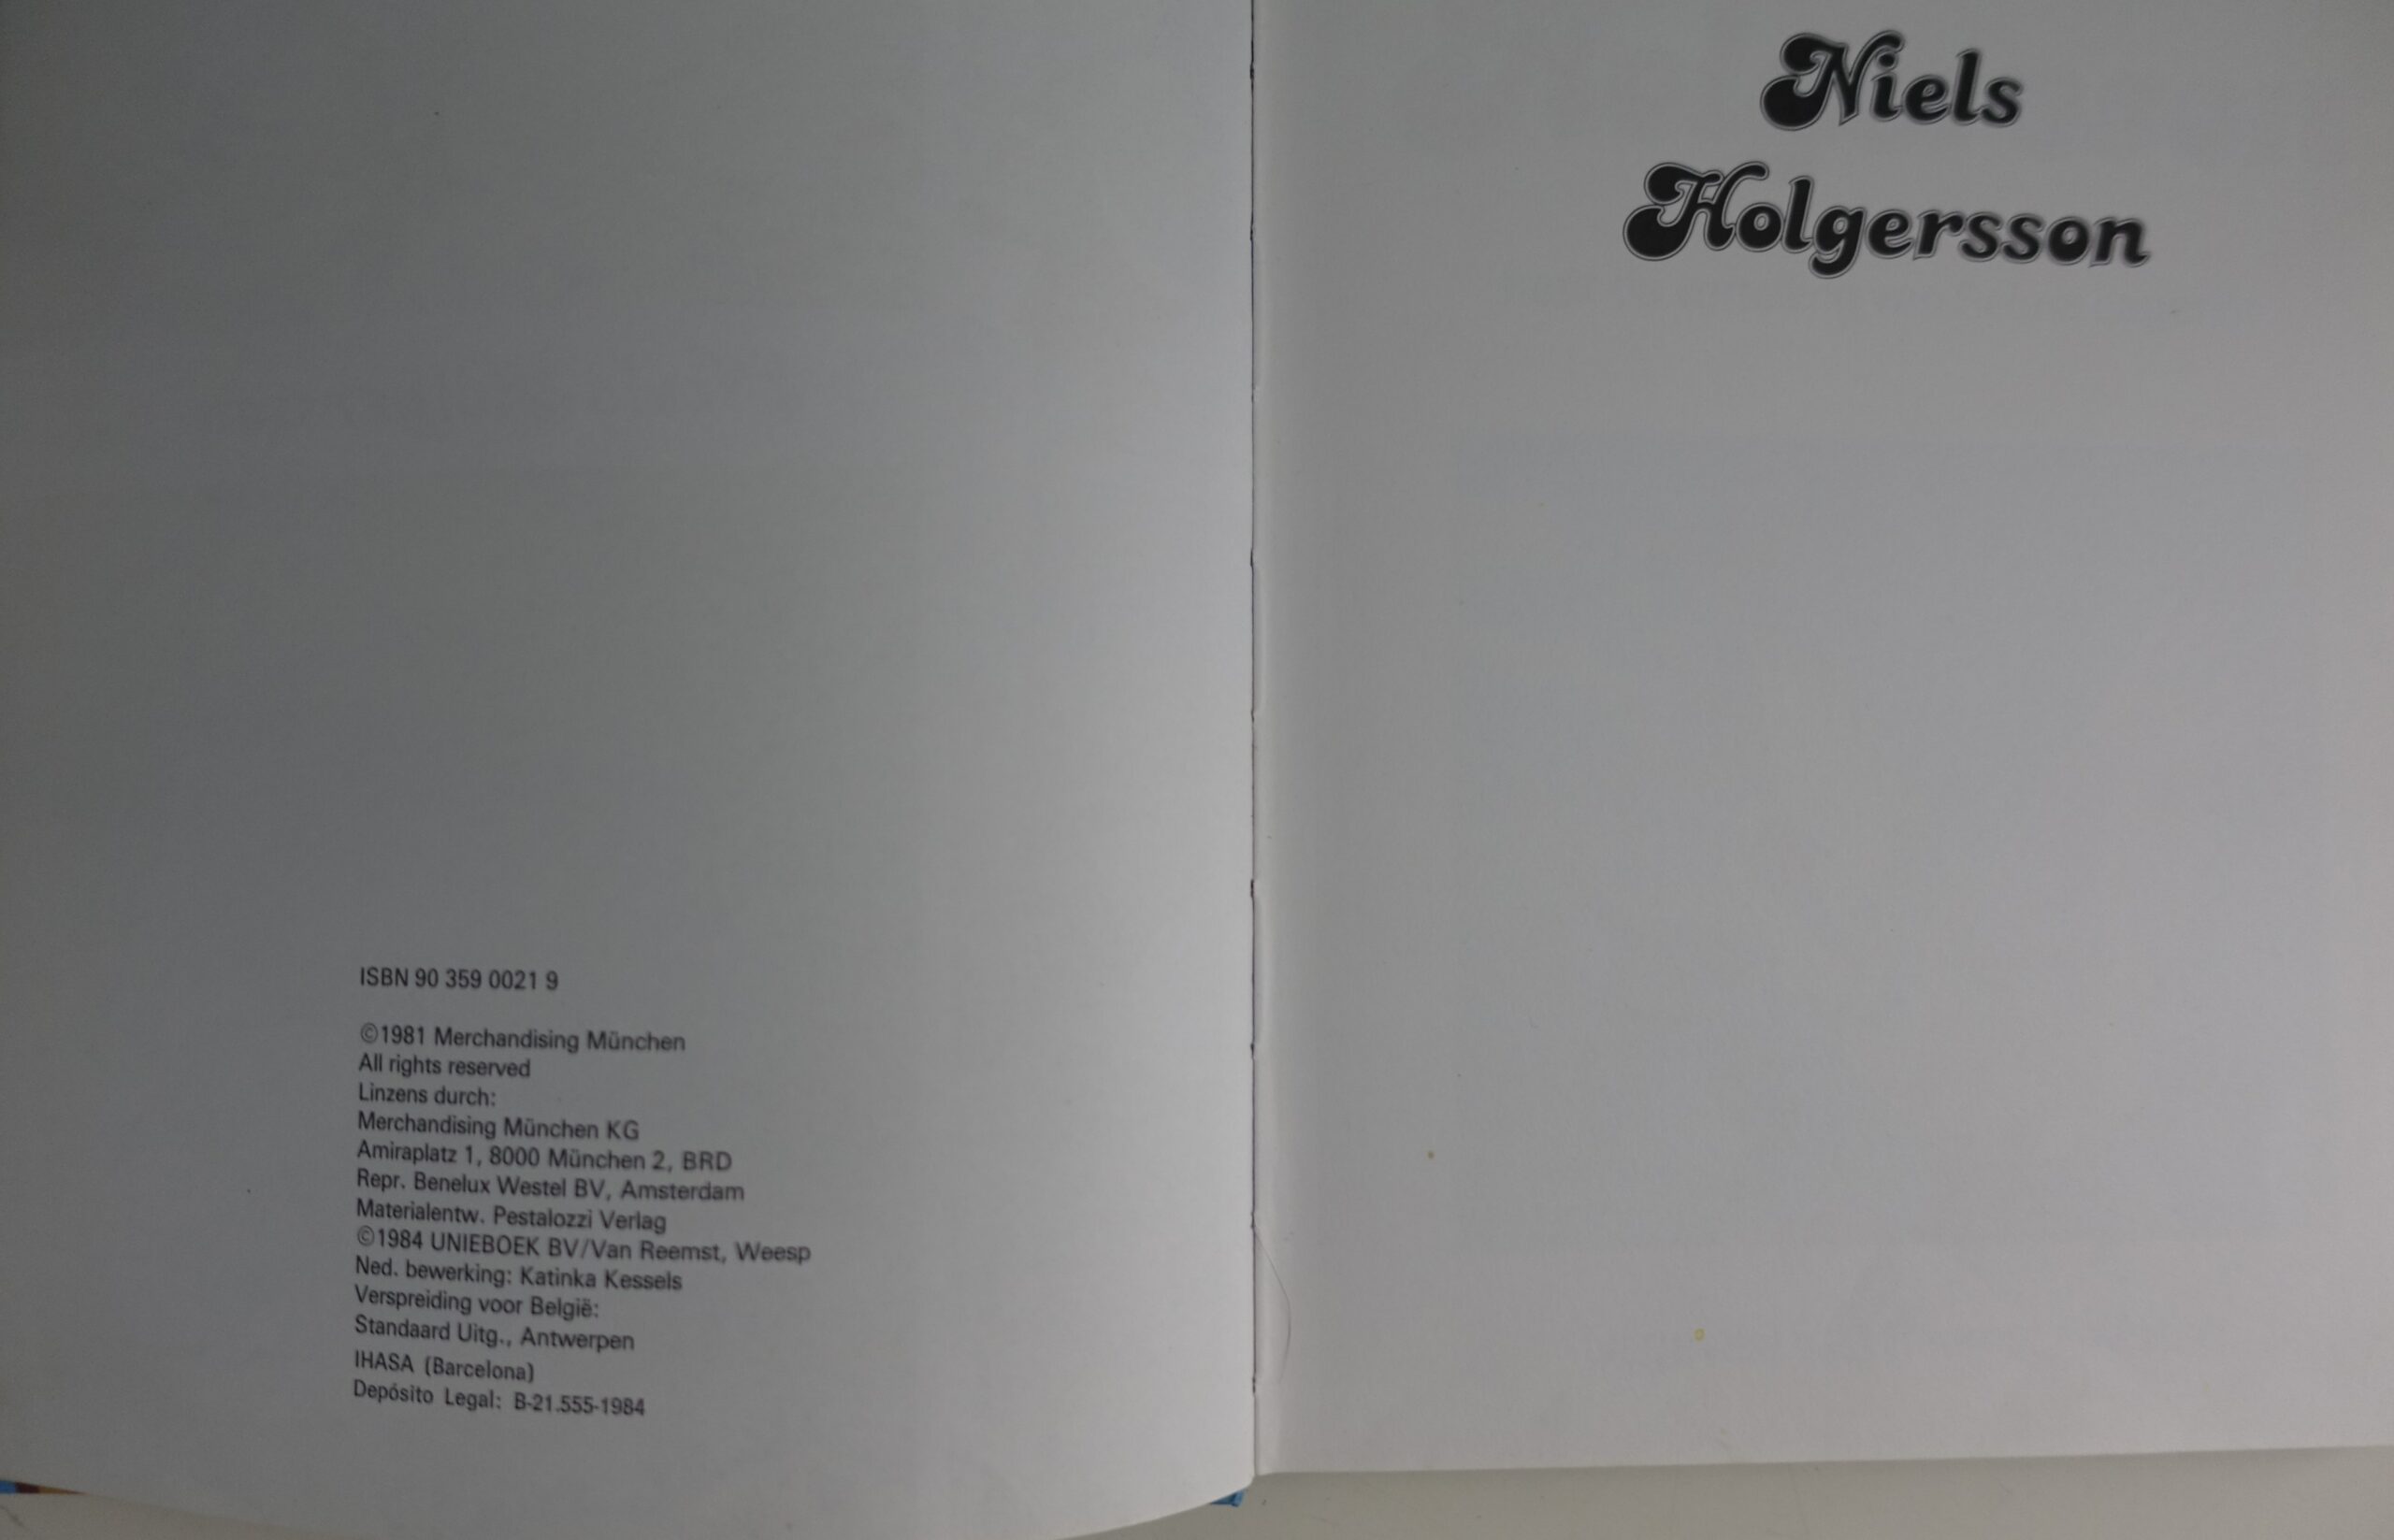 ISBN 90 359 0021 9
©1981 Merchandising München
All rights reserved
Linzens durch:
Merchandising München KG
Amiraplatz 1, 8000 München 2, BRD
Repr. Benelux Westel BV, Amsterdam
Materialentw. Pestalozzi Verlag
©1984 UNIEBOEK BV/Van Reemst, Weesp
Ned. bewerking: Katinka Kessels
Verspreiding voor België:
Standaard Uitg., Antwerpen
IHASA (Barcelona)
Depósito Legal: B-21.555-1984
Niels
Holgersson